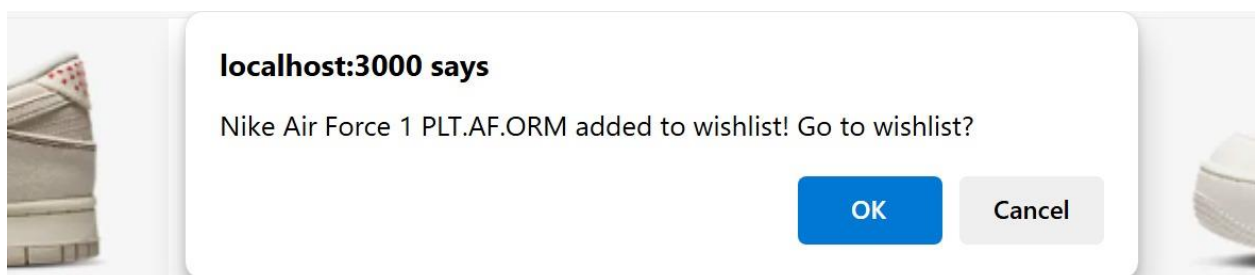 localhost:3000 says
Nike Air Force 1 PLT.AF.ORM added to wishlist! Go to wishlist?
OK
Cancel